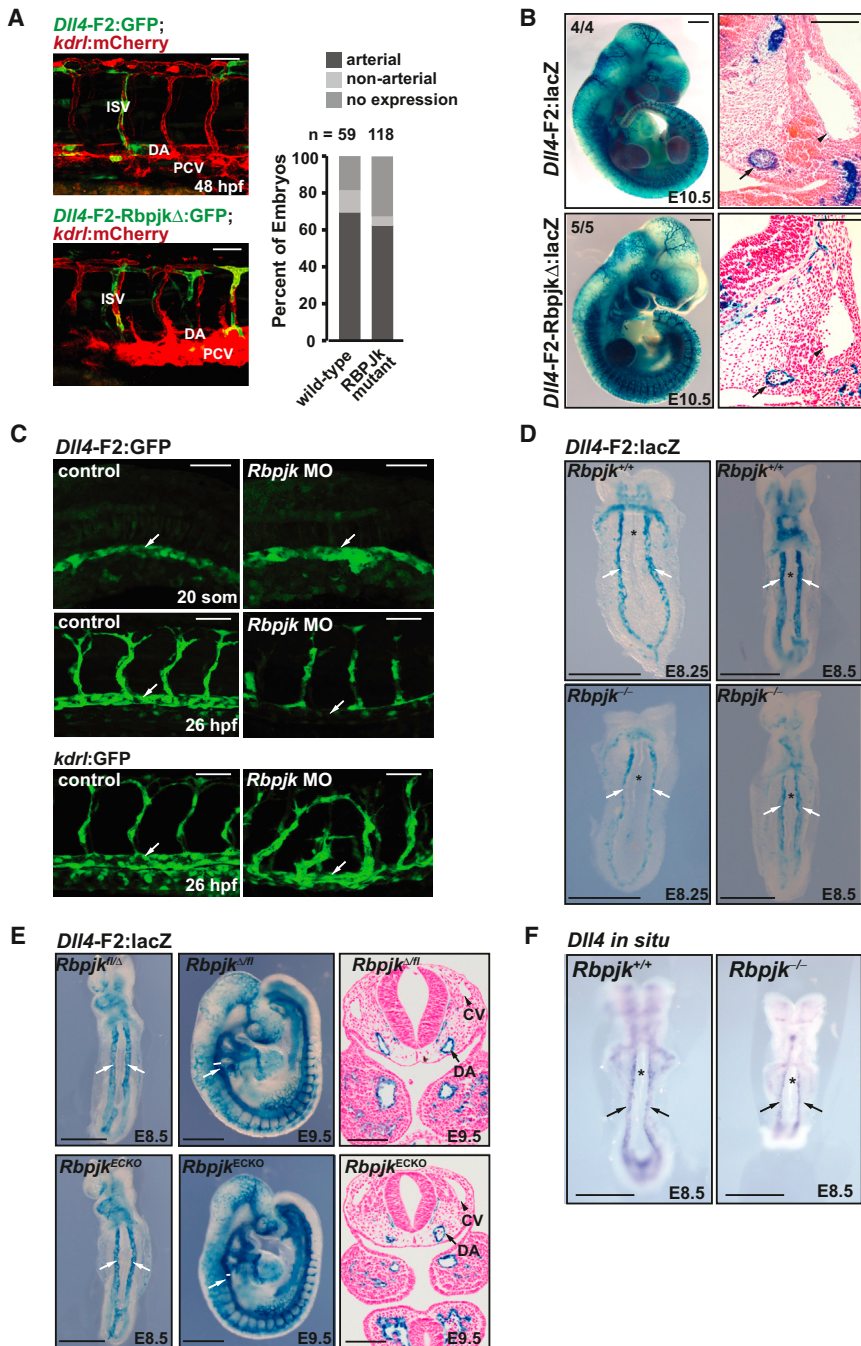 A
Dll4-F2:GFP;
kdrl:mCherry
ISV
DA
PCV
48 hpf
Dll4-F2-RbpjkΔ:GFP;
kdrl:mCherry
ISV
DA
PCV
arterial
non-arterial
no expression
n = 59 118
100
80
60
40
20
0
Percent of Embryos
wild-type
RBPJk
mutant
B
Dll4-F2:lacZ
4/4
E10.5
Dll4-F2-RbpjkΔ:lacZ
5/5
E10.5
C
Dll4-F2:GFP
control
Rbpjk MO
20 som
control
Rbpjk MO
26 hpf
kdrl:GFP
control
Rbpjk MO
26 hpf
D
Dll4-F2:lacZ
Rbpjk+/+
*
E8.25
Rbpjk+/+
*
E8.5
Rbpjk−/−
*
E8.25
Rbpjk−/−
*
E8.5
E
Dll4-F2:lacZ
Rbpjkfl/Δ
E8.5
RbpjkΔ/fl
E9.5
RbpjkΔ/fl
CV
DA
E9.5
RbpjkECKO
E8.5
RbpjkECKO
E9.5
RbpjkECKO
CV
DA
E9.5
F
Dll4 in situ
Rbpjk+/+
*
E8.5
Rbpjk−/−
*
E8.5